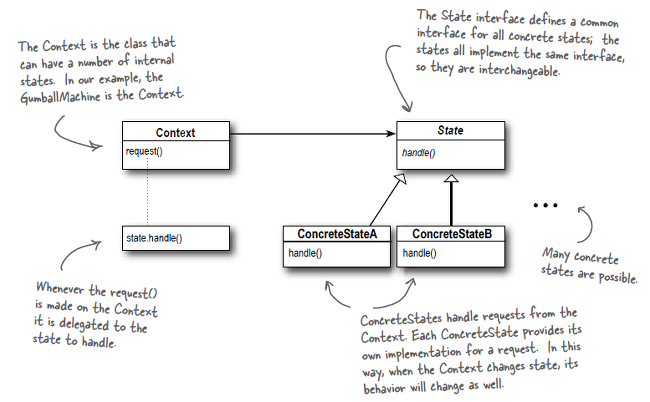 The Context is the class that
can have a number of internal
states. In our example, the
GumballMachine is the Context.
The State interface defines a common
interface for all concrete states; the
states all implement the same interface,
so they are interchangeable.
Context
request()
State
handle()
state.handle()
ConcreteStateA
handle()
ConcreteStateB
handle()
Many concrete
states are possible.
Whenever the request()
is made on the Context
it is delegated to the
state to handle.
ConcreteStates handle requests from the
Context. Each ConcreteState provides its
own implementation for a request. In this
way, when the Context changes state, its
behavior will change as well.